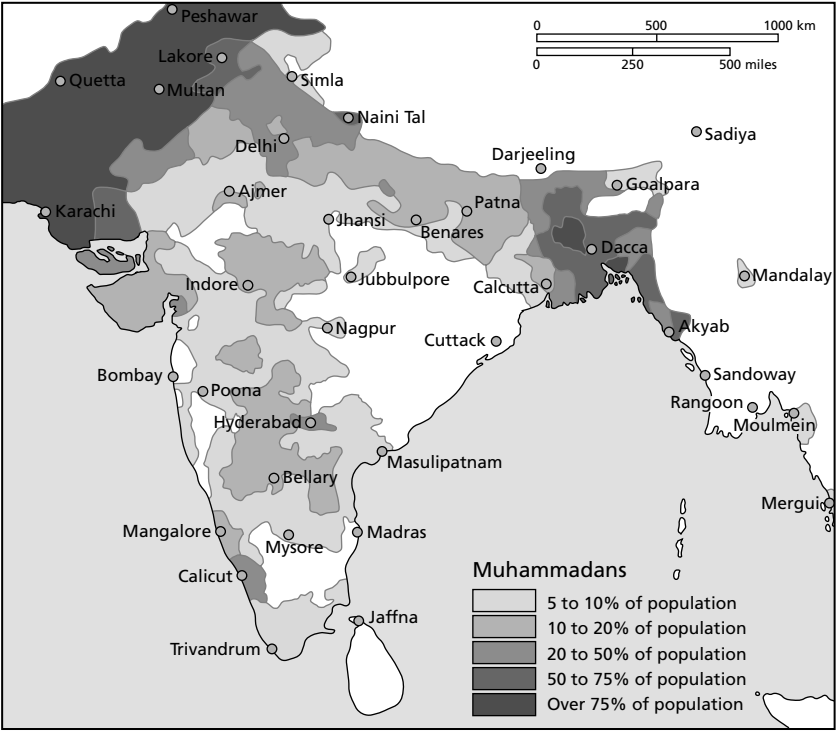 Peshawar
0 500 1000 km
0 250 500 miles
Lakore
Simla
Quetta
Multan
Naini Tal
Sadiya
Delhi
Darjeeling
Goalpara
Ajmer
Patna
Karachi
Jhansi
Benares
Dacca
Mandalay
Indore
Jubbulpore
Calcutta
Nagpur
Akyab
Cuttack
Bombay
Sandoway
Poona
Rangoon
Hyderabad
Moulmein
Masulipatnam
Bellary
Mergui
Mangalore
Madras
Mysore
Calicut
Muhammadans
5 to 10% of population
Jaffna
10 to 20% of population
Trivandrum
20 to 50% of population
50 to 75% of population
Over 75% of population